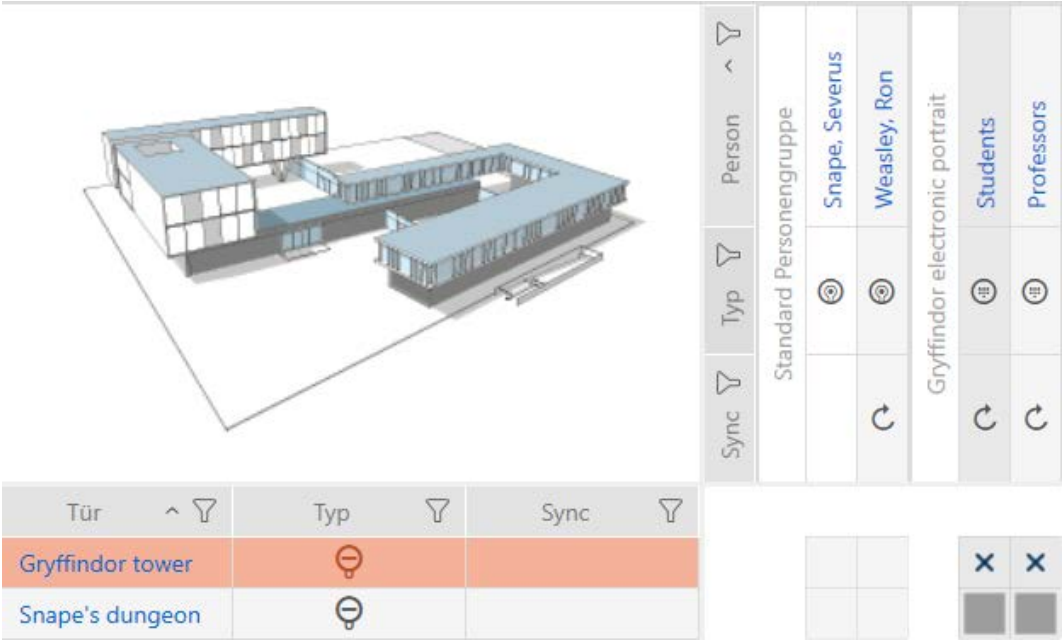 Person
Typ
Sync
Standard Personengruppe
Snape, Severus
Weasley, Ron
Gryffindor electronic portrait
Students
Professors
Tür Typ Sync
Gryffindor tower
Snape's dungeon